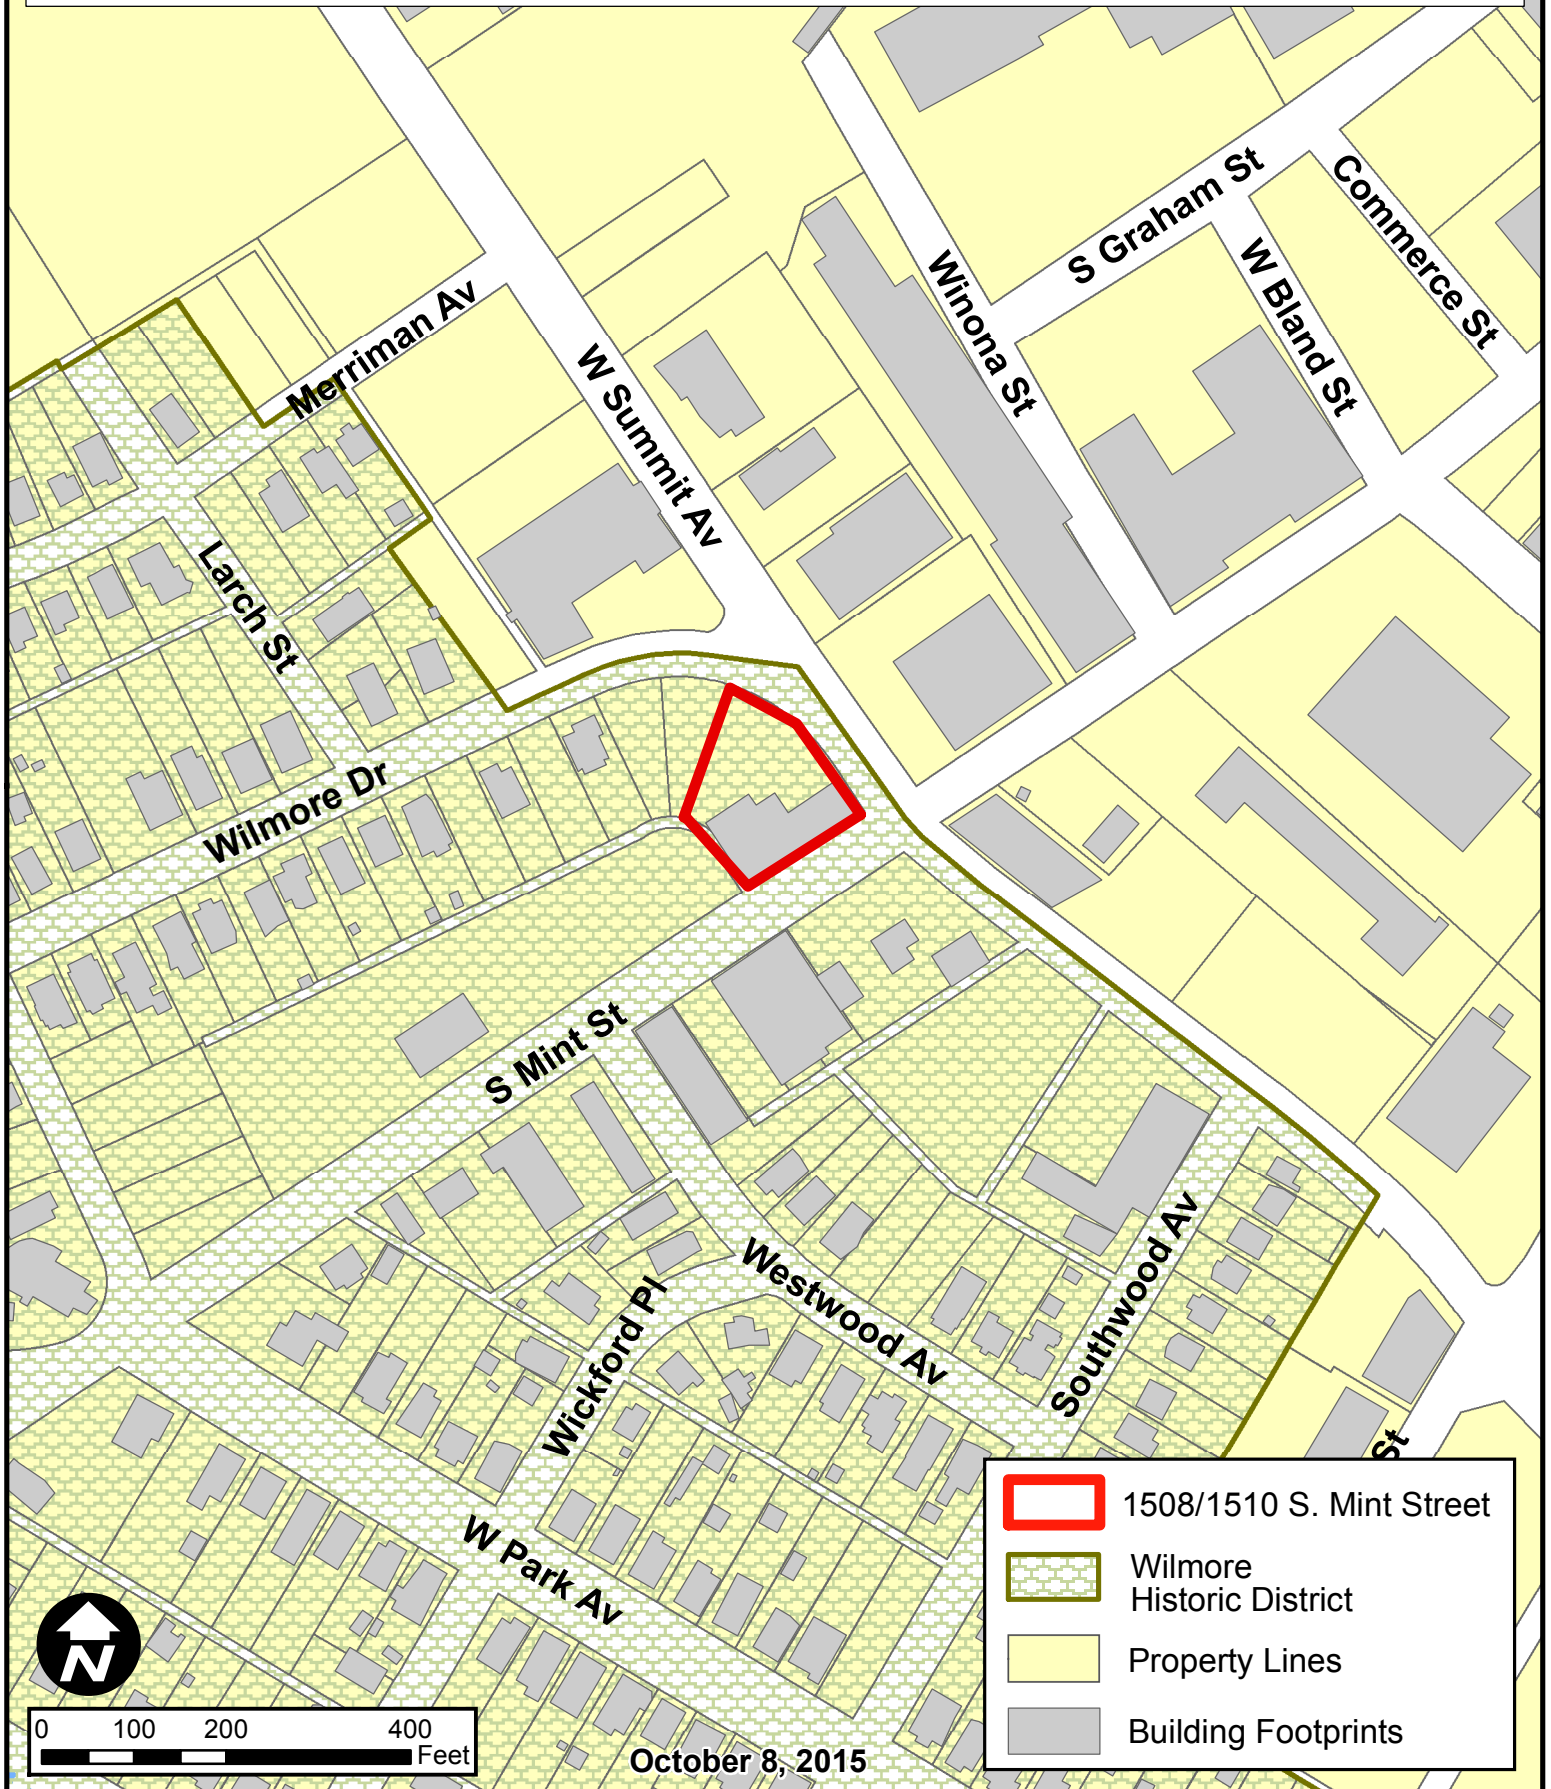 S Graham St
Commerce St
Winona St
W Bland St
Merriman Av
W Summit Av
Larch St
Wilmore Dr
S Mint St
Westwood Av
Southwood Av
Wickford Pl
W Park Av
St
1508/1510 S. Mint Street
Wilmore
Historic District
Property Lines
Building Footprints
N
0 100 200 400
Feet
October 8, 2015